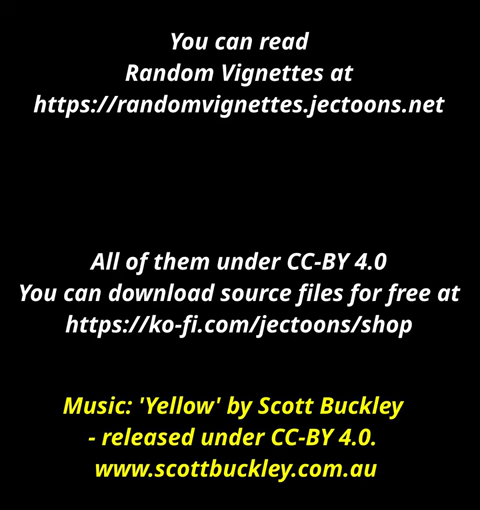 You can read
Random Vignettes at
https://randomvignettes.jectoons.net
All of them under CC-BY 4.0
You can download source files for free at
https://ko-fi.com/jectoons/shop
Music: 'Yellow' by Scott Buckley
- released under CC-BY 4.0.
www.scottbuckley.com.au